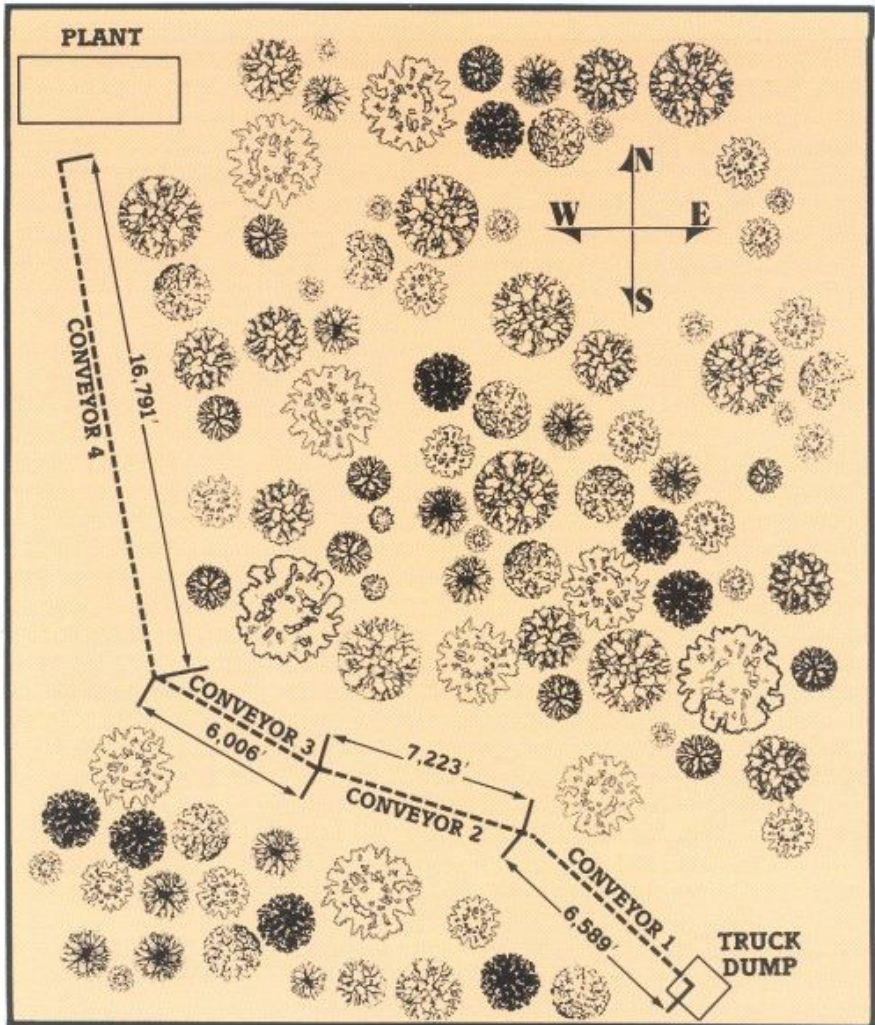 PLANT
N
W E
S
CONVEYOR 4
16,791'
CONVEYOR 3
6,006'
7,223'
CONVEYOR 2
CONVEYOR 1
6,589'
TRUCK
DUMP